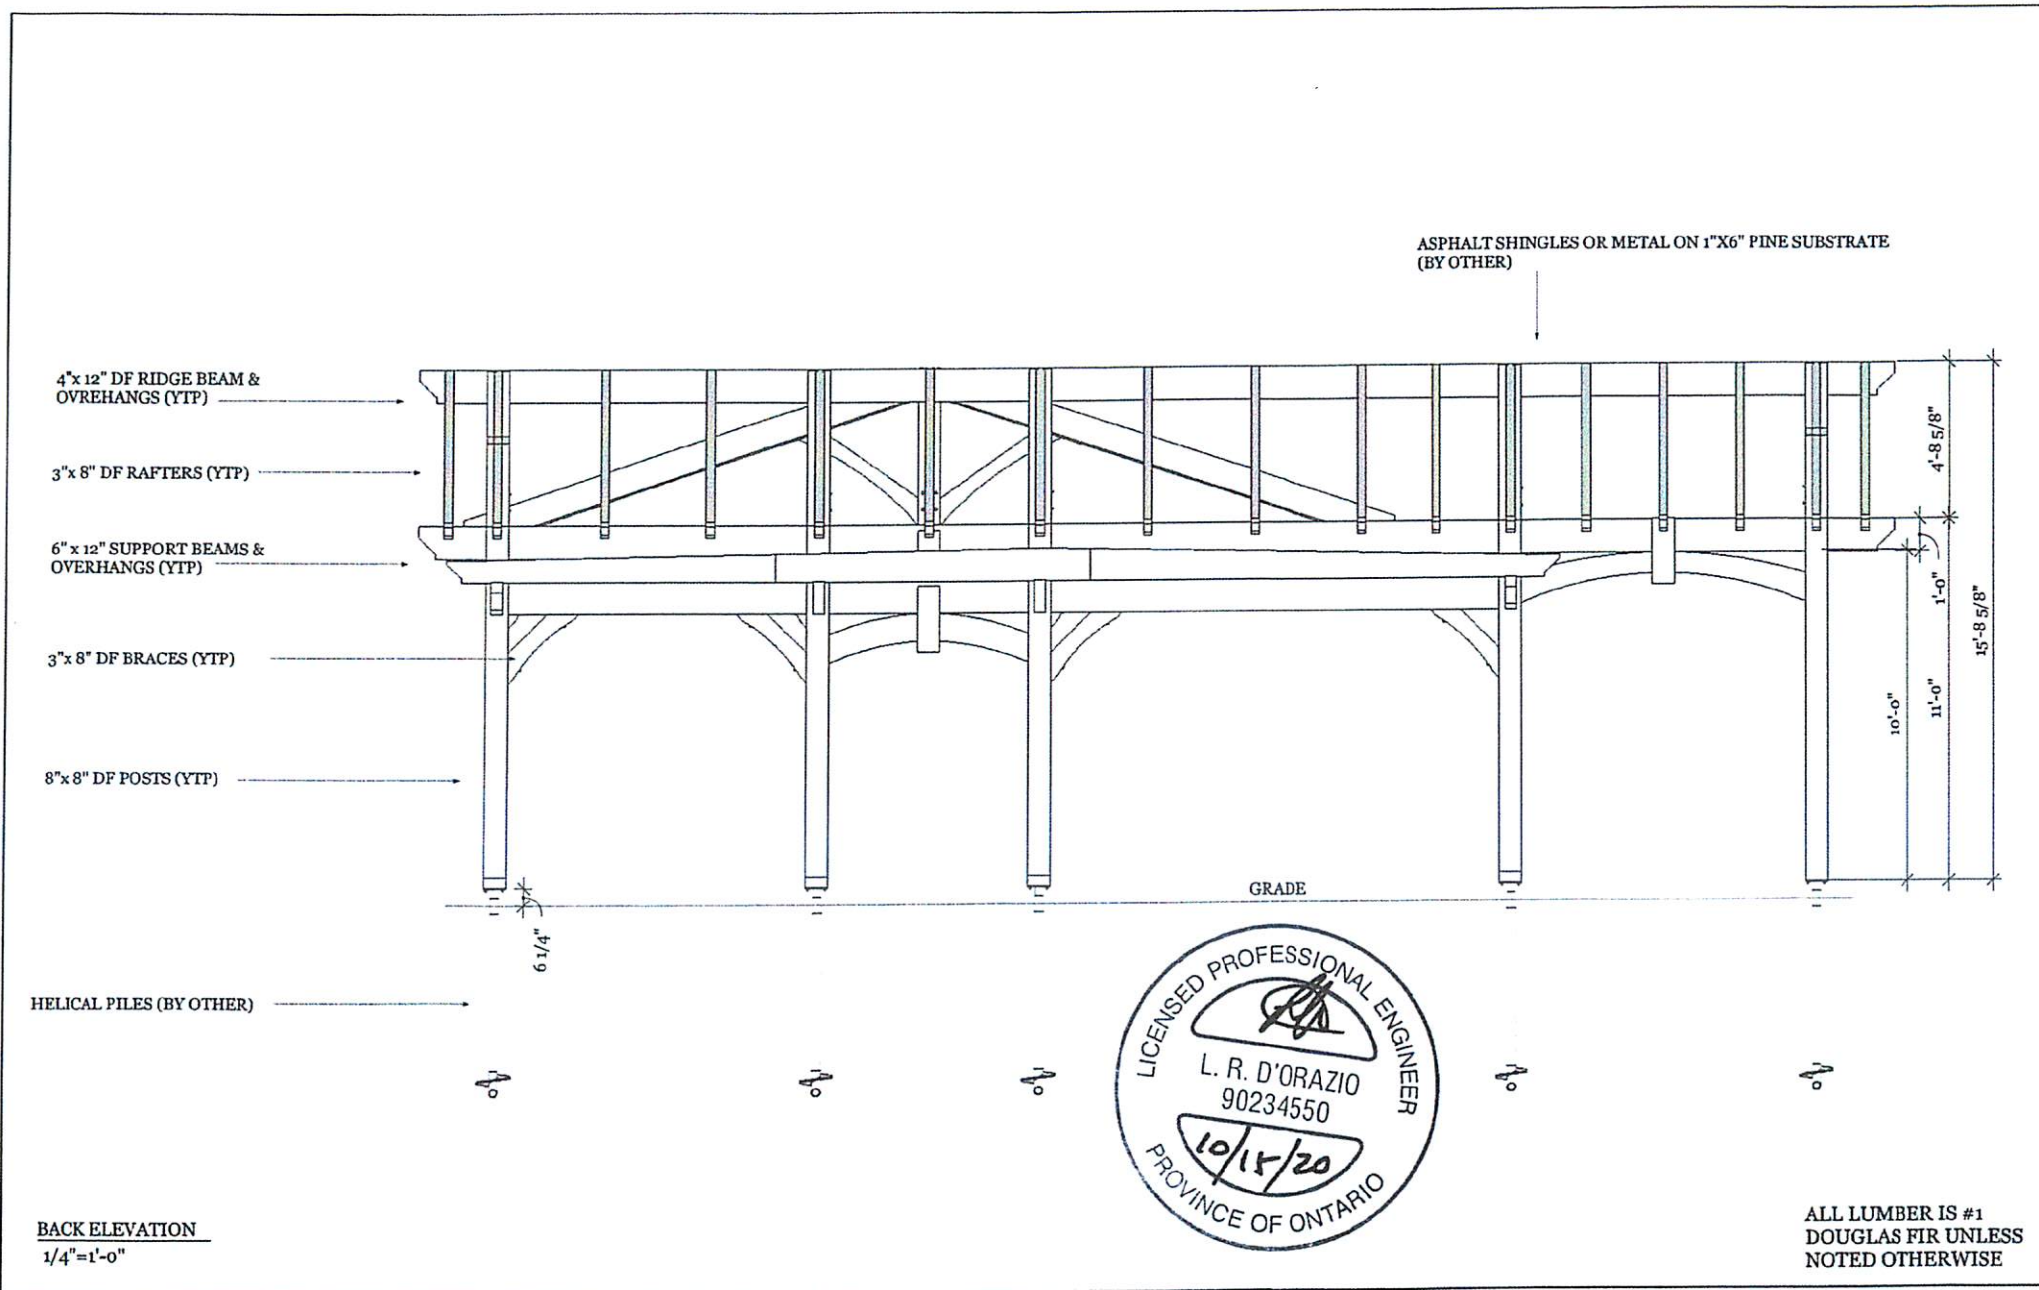 ASPHALT SHINGLES OR METAL ON 1"X6" PINE SUBSTRATE
(BY OTHER)
4"x 12" DF RIDGE BEAM &
OVREHANGS (YTP)
3"x 8" DF RAFTERS (YTP)
6" x 12" SUPPORT BEAMS &
OVERHANGS (YTP)
3"x 8" DF BRACES (YTP)
8"x 8" DF POSTS (YTP)
4'-8 5/8"
1'-0"
15'-8 5/8"
10'-0"
11'-0"
GRADE
6 1/4"
HELICAL PILES (BY OTHER)
LICENSED PROFESSIONAL ENGINEER
L. R. D'ORAZIO
90234550
10/15/20
PROVINCE OF ONTARIO
BACK ELEVATION
1/4"=1'-0"
ALL LUMBER IS #1
DOUGLAS FIR UNLESS
NOTED OTHERWISE